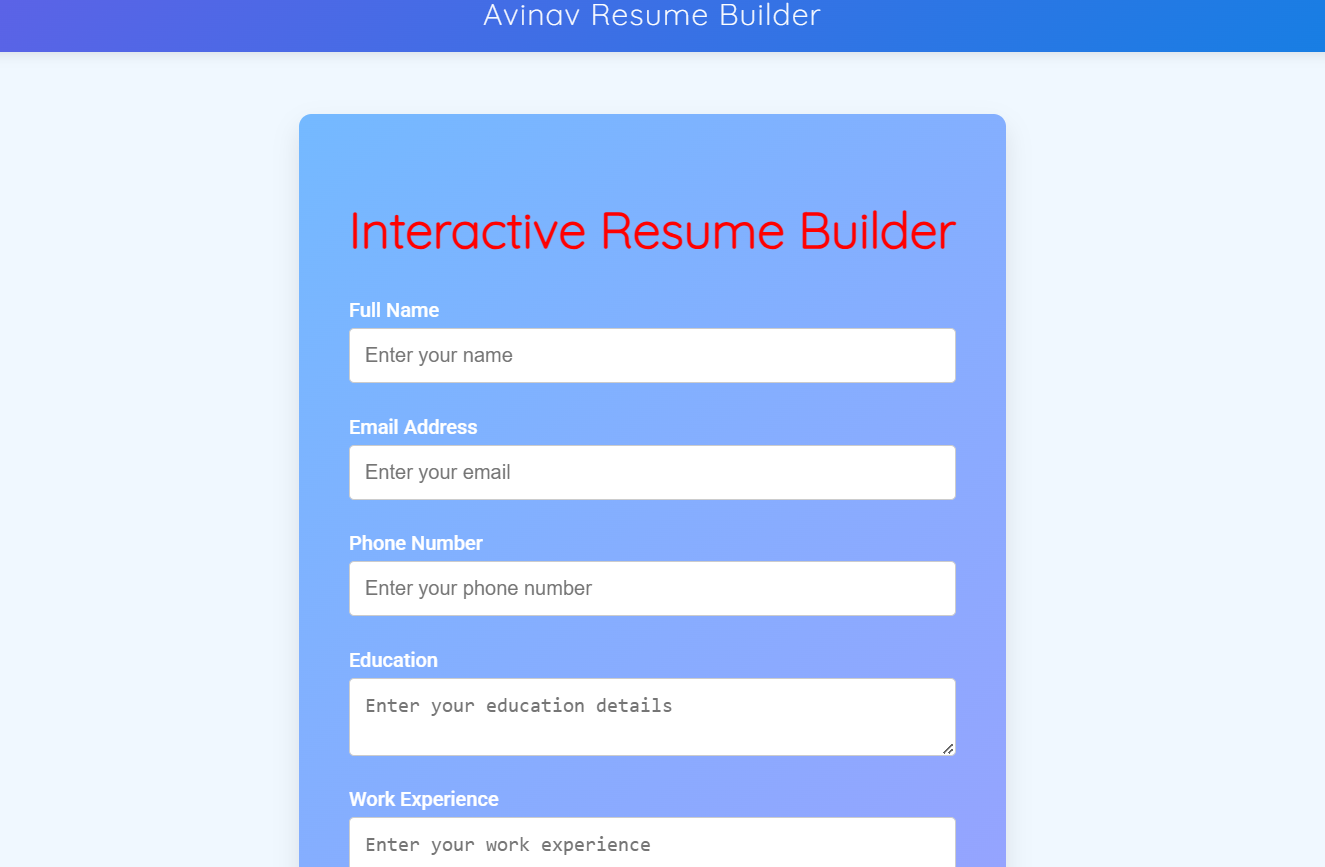 Avinav Resume Builder
Interactive Resume Builder
Full Name
Enter your name
Email Address
Enter your email
Phone Number
Enter your phone number
Education
Enter your education details
Work Experience
Enter your work experience